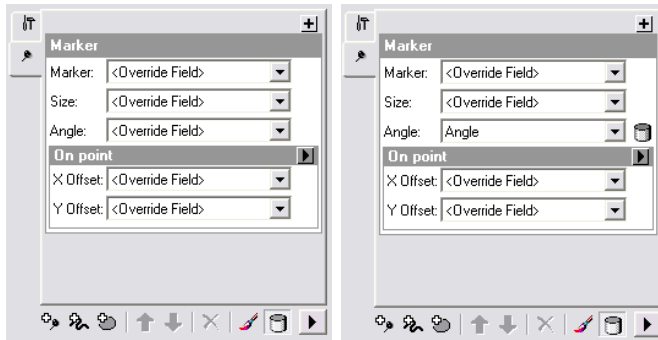 Marker
Marker: <Override Field>
Size: <Override Field>
Angle: <Override Field>
On point
X Offset: <Override Field>
Y Offset: <Override Field>
Marker
Marker: <Override Field>
Size: <Override Field>
Angle: Angle
On point
X Offset: <Override Field>
Y Offset: <Override Field>